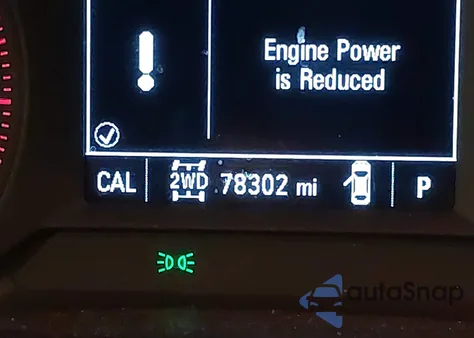 Engine Power
is Reduced
CAL 2WD 78302 mi P
autoSnap